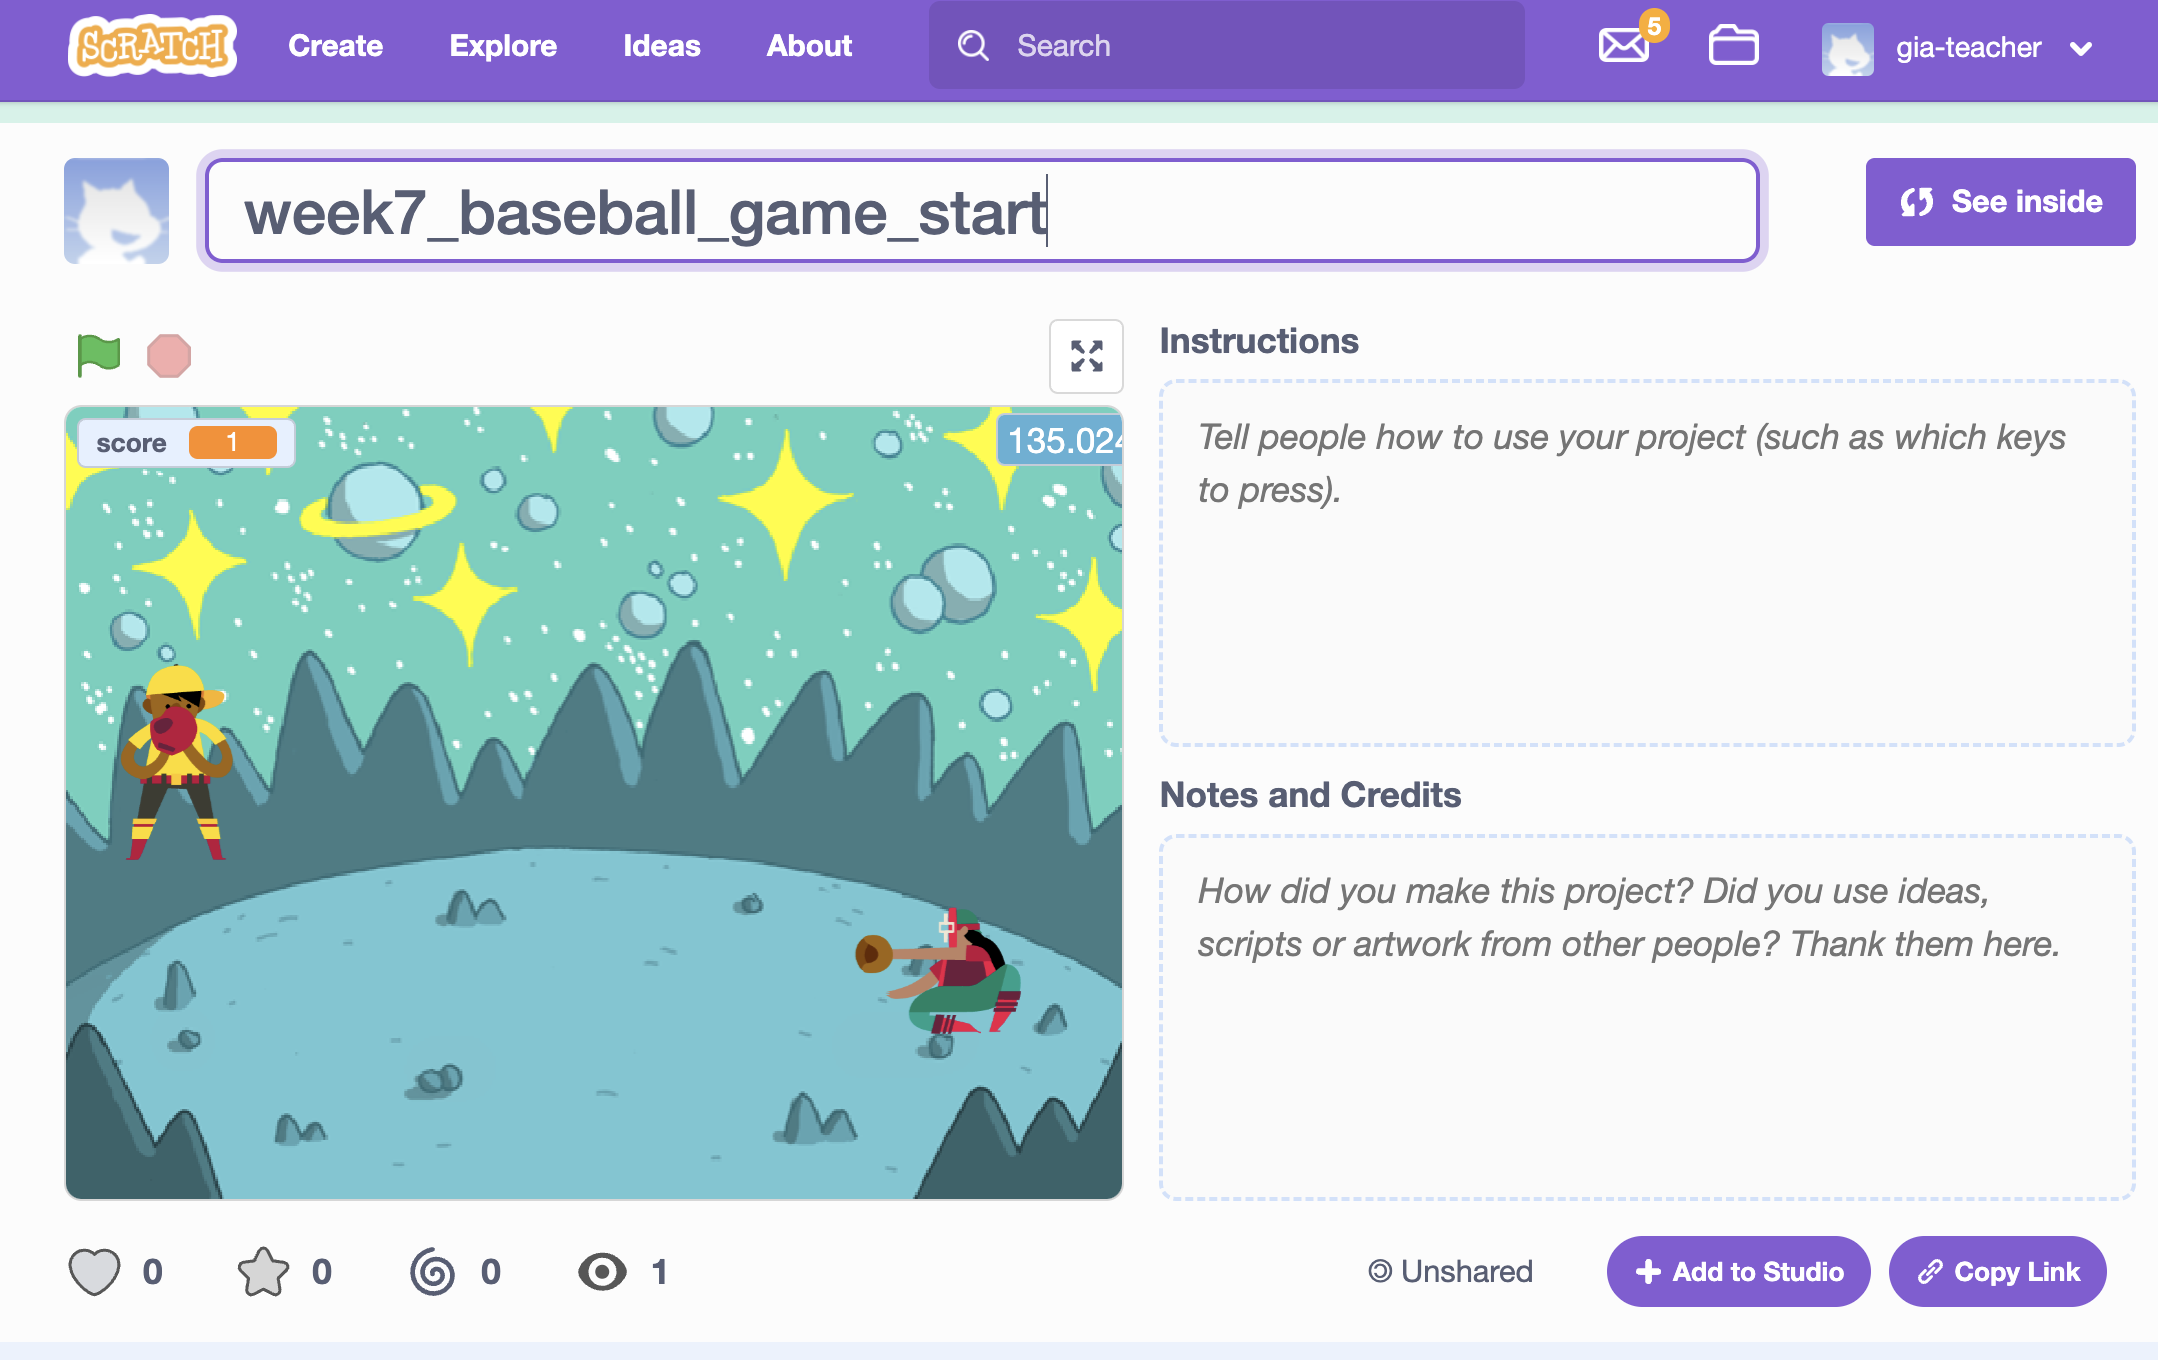 SCRATCH
Create
Explore
Ideas
About
Search
5
gia-teacher
week7_baseball_game_start
See inside
score 1
135.024
Instructions
Tell people how to use your project (such as which keys
to press).
Notes and Credits
How did you make this project? Did you use ideas,
scripts or artwork from other people? Thank them here.
0
0
0
1
Unshared
Add to Studio
Copy Link